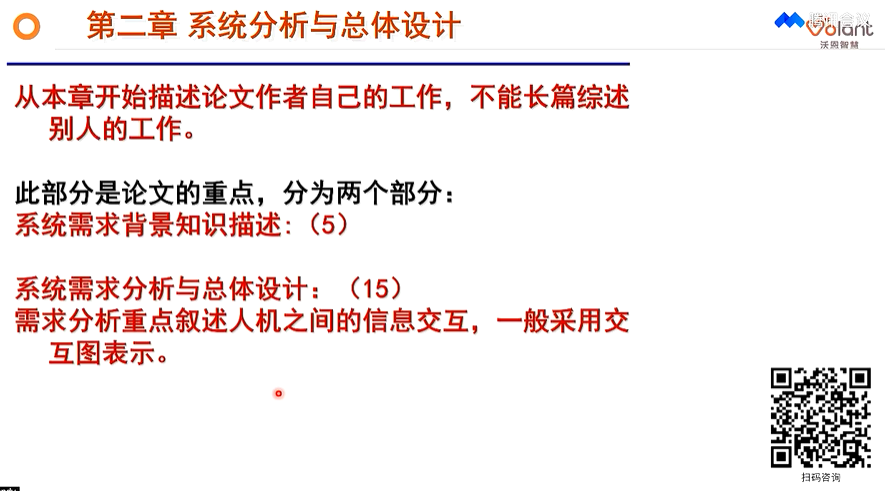 第二章 系统分析与总体设计
Volant
沃恩智慧
从本章开始描述论文作者自己的工作，不能长篇综述
别人的工作。
此部分是论文的重点，分为两个部分：
系统需求背景知识描述:（5）
系统需求分析与总体设计：（15）
需求分析重点叙述人机之间的信息交互，一般采用交
互图表示。
扫码咨询